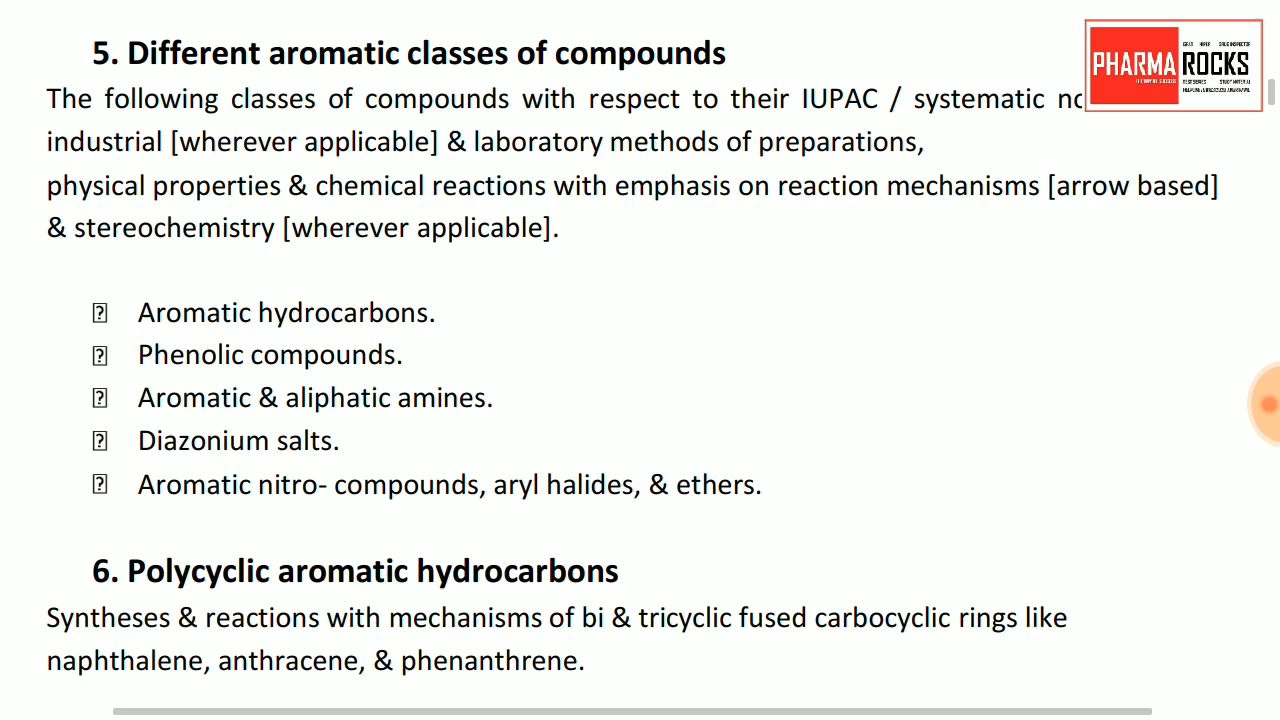 5. Different aromatic classes of compounds
The following classes of compounds with respect to their IUPAC / systematic
industrial [wherever applicable] & laboratory methods of preparations,
physical properties & chemical reactions with emphasis on reaction mechanisms [arrow based]
& stereochemistry [wherever applicable].
Aromatic hydrocarbons.
Phenolic compounds.
Aromatic & aliphatic amines.
Diazonium salts.
Aromatic nitro- compounds, aryl halides, & ethers.
6. Polycyclic aromatic hydrocarbons
Syntheses & reactions with mechanisms of bi & tricyclic fused carbocyclic rings like
naphthalene, anthracene, & phenanthrene.
PHARMA ROCKS